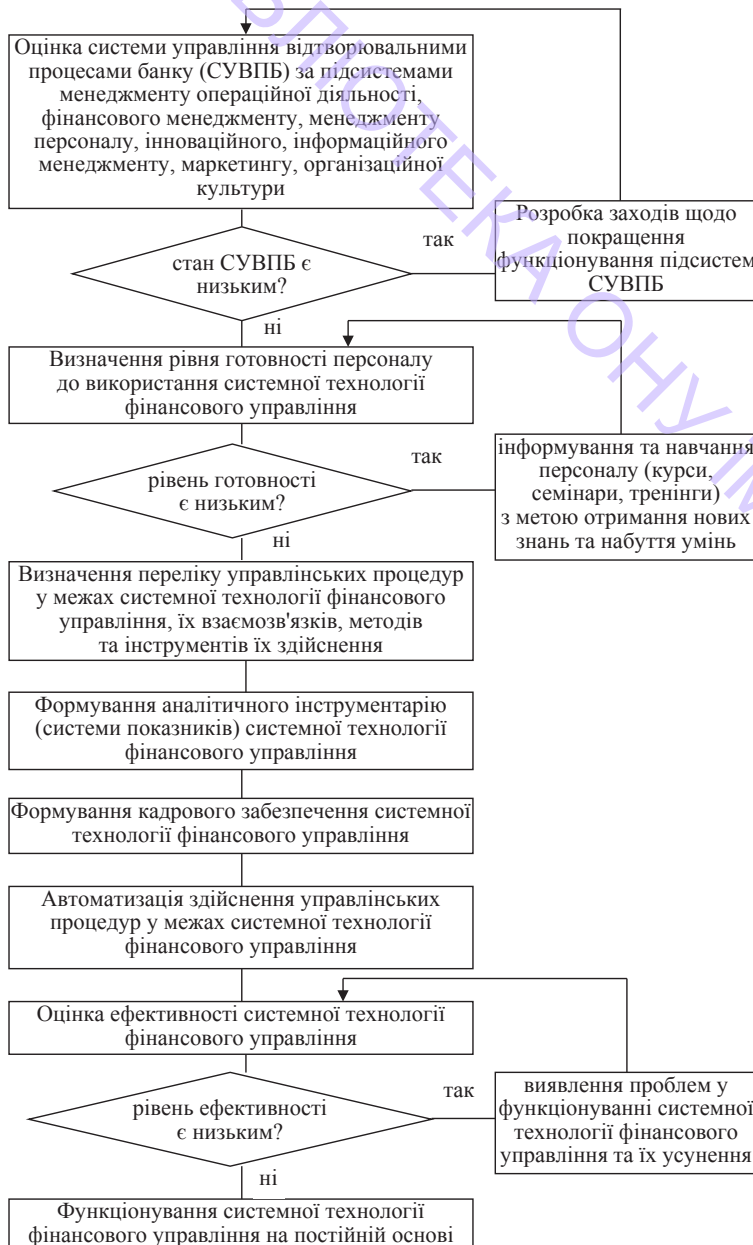 Оцінка системи управління відтворювальними
процесами банку (СУВПБ) за підсистемами
менеджменту операційної діяльності,
фінансового менеджменту, менеджменту
персоналу, інноваційного, інформаційного
менеджменту, маркетингу, організаційної
культури
Розробка заходів щодо
покращення
функціонування підсистем
СУВПБ
так
стан СУВПБ є
низьким?
ні
Визначення рівня готовності персоналу
до використання системної технології
фінансового управління
так
рівень готовності
є низьким?
інформування та навчання
персоналу (курси,
семінари, тренінги)
з метою отримання нових
знань та набуття умінь
ні
Визначення переліку управлінських процедур
у межах системної технології фінансового
управління, їх взаємозв'язків, методів
та інструментів їх здійснення
Формування аналітичного інструментарію
(системи показників) системної технології
фінансового управління
Формування кадрового забезпечення системної
технології фінансового управління
Автоматизація здійснення управлінських
процедур у межах системної технології
фінансового управління
Оцінка ефективності системної технології
фінансового управління
так
рівень ефективності
є низьким?
виявлення проблем у
функціонуванні системної
технології фінансового
управління та їх усунення
ні
Функціонування системної технології
фінансового управління на постійній основі
БЛІОТЕКА ОНУ ІМ